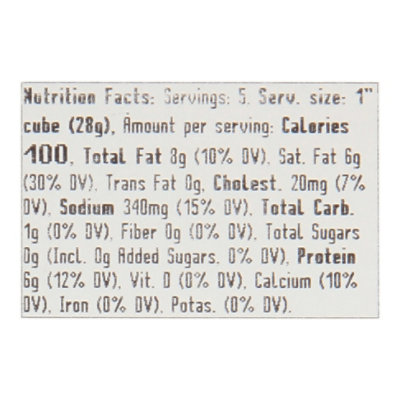 Nutrition Facts: Servings: 5. Serv. size: 1"
cube (28g), Amount per serving: Calories
100, Total Fat 8g (10% DV), Sat. Fat 6g
(30% DV), Trans Fat 0g, Cholest. 20mg (7%
DV), Sodium 340mg (15% DV), Total Carb.
1g (0% DV), Fiber 0g (0% DV), Total Sugars
0g (Incl. 0g Added Sugars, 0% DV), Protein
6g (12% DV), Vit. D (0% DV), Calcium (10%
DV), Iron (0% DV), Potas. (0% DV).